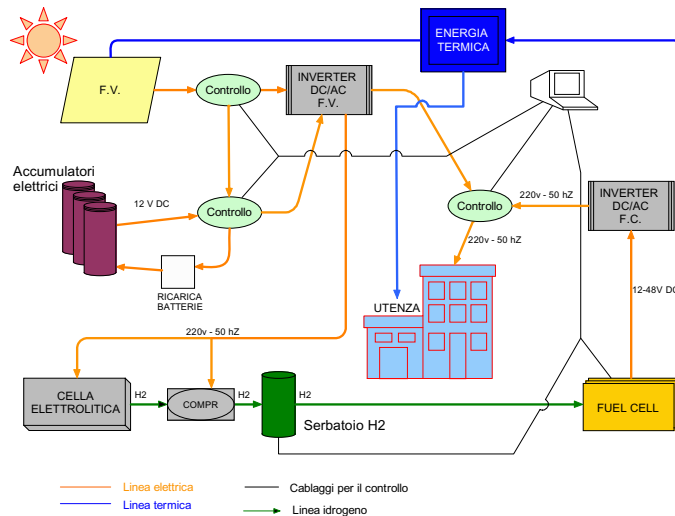 ENERGIA
TERMICA
F.V.
Controllo
INVERTER
DC/AC
F.V.
Accumulatori
elettrici
12 V DC
Controllo
Controllo
220v - 50 hZ
INVERTER
DC/AC
F.C.
220v - 50 hZ
RICARICA
BATTERIE
UTENZA
12-48V DC
220v - 50 hZ
CELLA
ELETTROLITICA
H2
COMPR
H2
H2
Serbatoio H2
FUEL CELL
Linea elettrica
Cablaggi per il controllo
Linea termica
Linea idrogeno